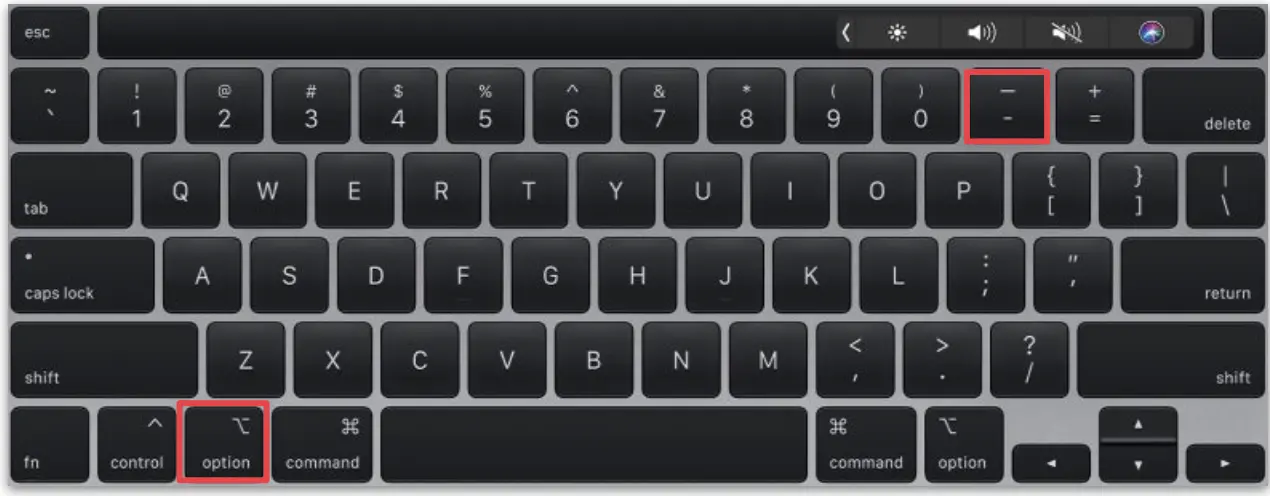 esc
~ ! @ # $ % ^ & * ( ) — +
` 1 2 3 4 5 6 7 8 9 0 - = delete
tab Q W E R T Y U I O P { [ } ] | \
caps lock A S D F G H J K L : ; " ' return
shift Z X C V B N M < , > . ? / shift
fn ^ control ⌥ option ⌘ command ⌘ command ⌥ option ◄ ▲ ▼ ►